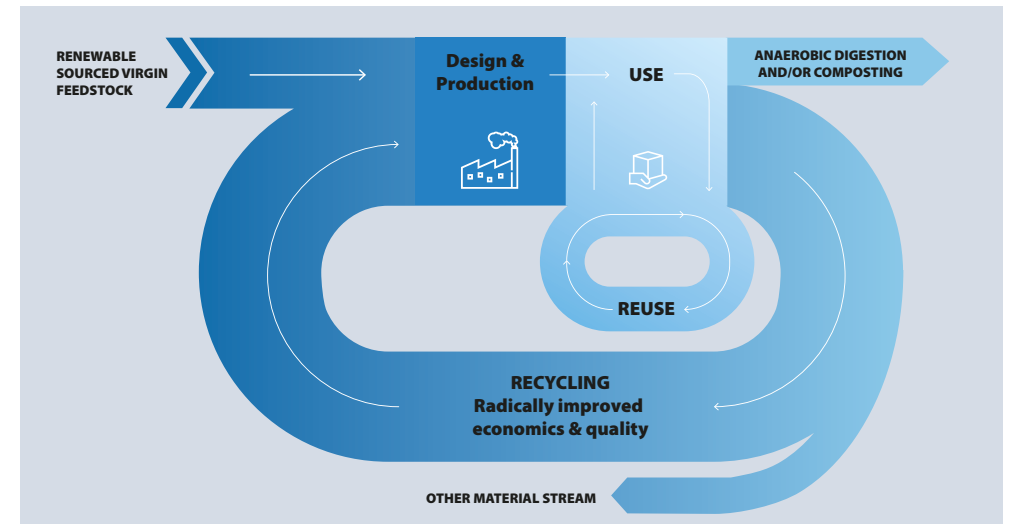 RENEWABLE
SOURCED VIRGIN
FEEDSTOCK
Design &
Production
USE
ANAEROBIC DIGESTION
AND/OR COMPOSTING
REUSE
RECYCLING
Radically improved
economics & quality
OTHER MATERIAL STREAM